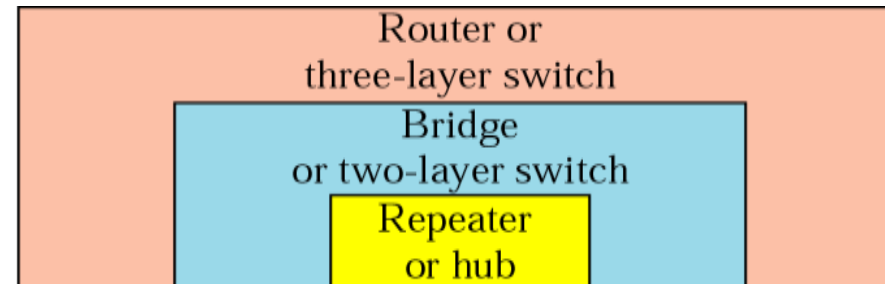 Router or
three-layer switch
Bridge
or two-layer switch
Repeater
or hub